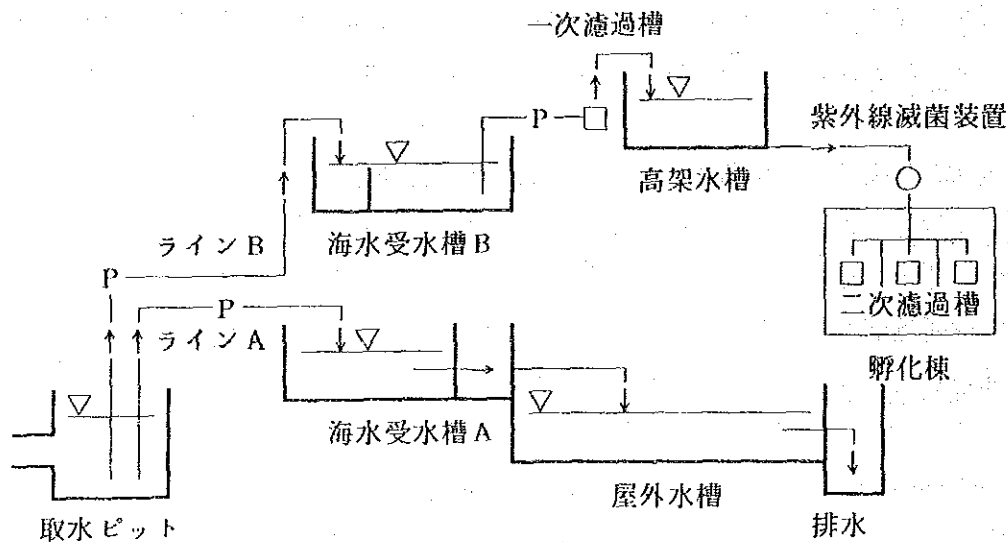 一次濾過槽
P
紫外線滅菌装置
高架水槽
海水受水槽B
ラインB
P
P
ラインA
二次濾過槽
孵化棟
海水受水槽A
屋外水槽
取水ピット
排水